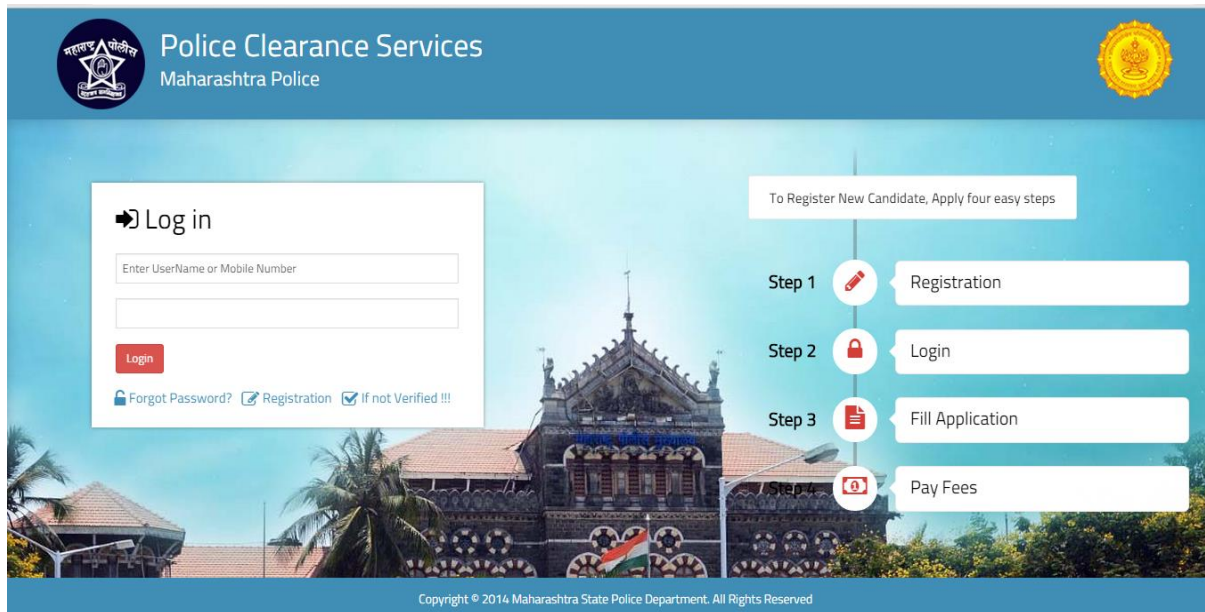 महाराष्ट्र पोलीस
Police Clearance Services
Maharashtra Police
Log in
Enter UserName or Mobile Number
Login
Forgot Password? Registration If not Verified !!!
To Register New Candidate, Apply four easy steps
Step 1 Registration
Step 2 Login
Step 3 Fill Application
Step 4 Pay Fees
Copyright © 2014 Maharashtra State Police Department. All Rights Reserved